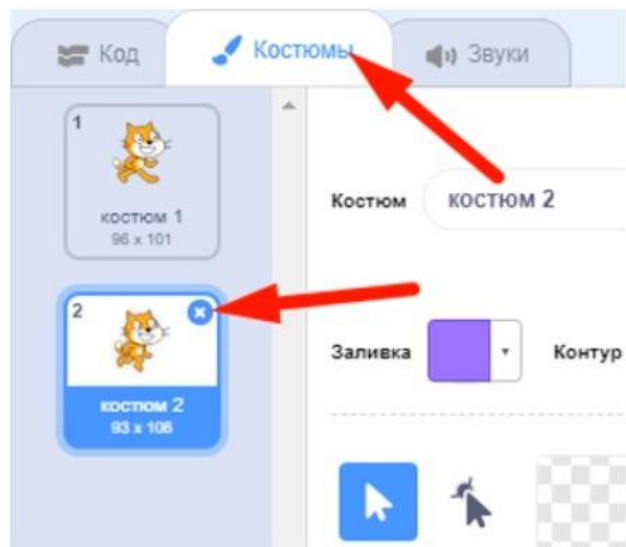 Код Костюмы Звуки
1
костюм 1
96 x 101
Костюм костюм 2
2
костюм 2
93 x 106
Заливка Контур